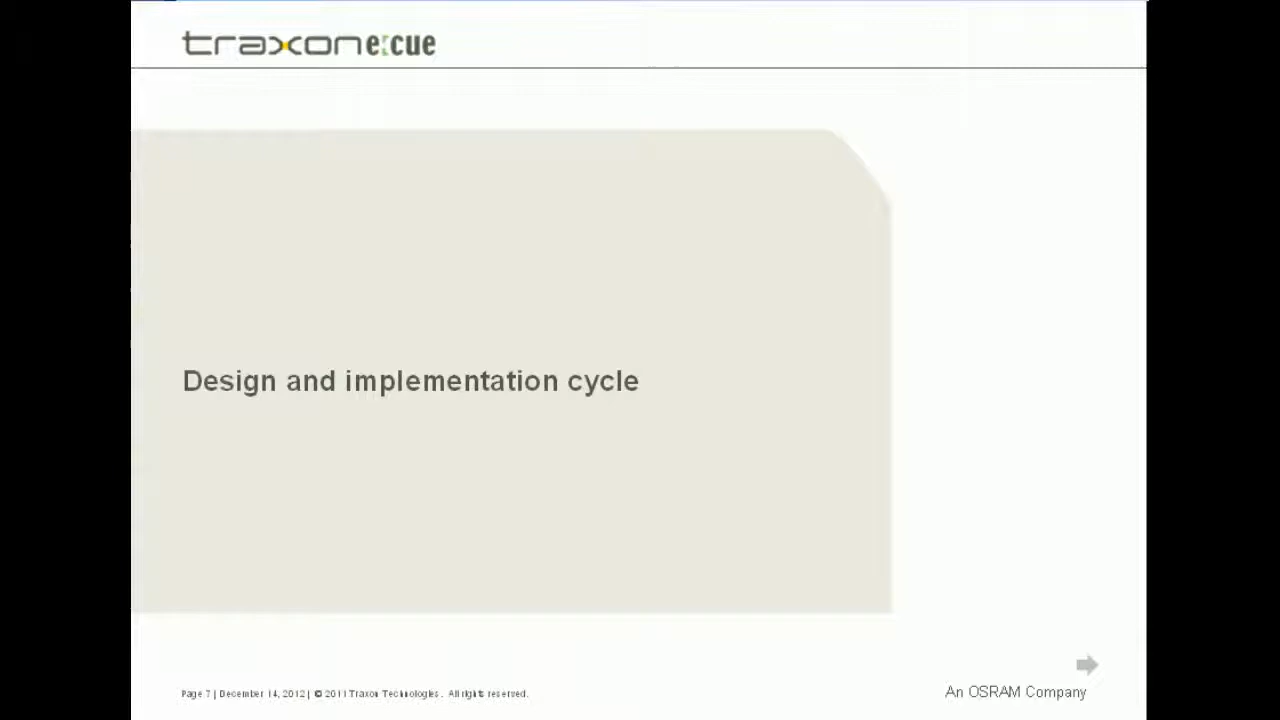 traxon e:cue
Design and implementation cycle
Page 7 | December 14, 2012 | © 2011 Traxon Technologies. All rights reserved.
An OSRAM Company